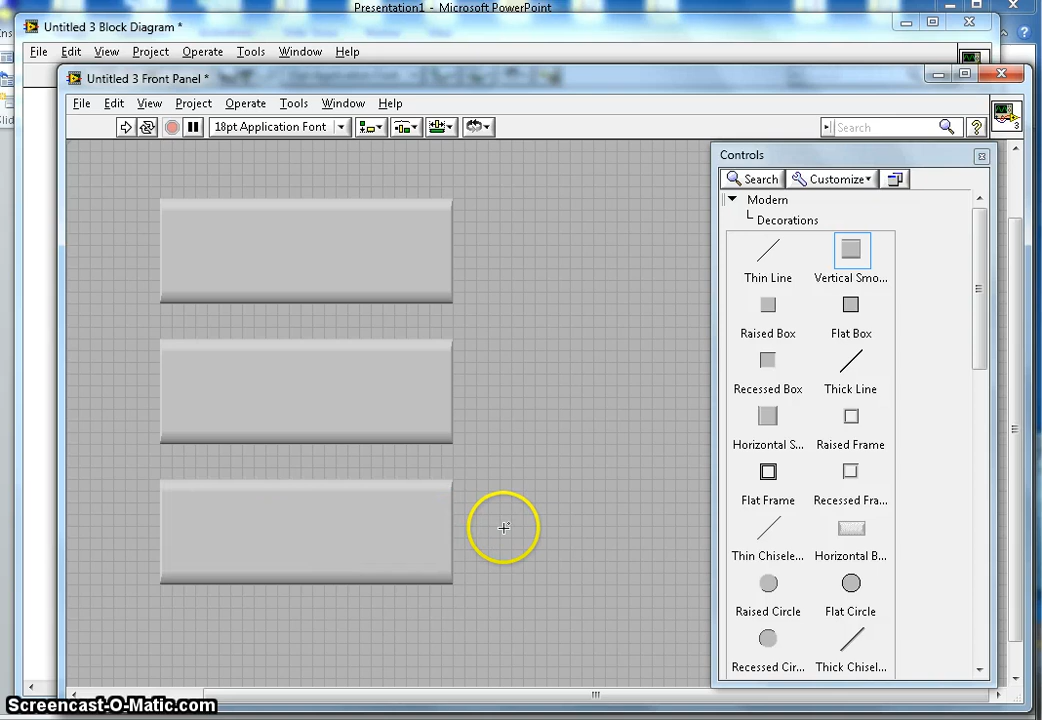 Presentation1 - Microsoft PowerPoint
Untitled 3 Block Diagram *
File Edit View Project Operate Tools Window Help
Untitled 3 Front Panel *
File Edit View Project Operate Tools Window Help
18pt Application Font
Search
?
3
Controls
Search Customize
Modern
Decorations
Thin Line Vertical Smo...
Raised Box Flat Box
Recessed Box Thick Line
Horizontal S... Raised Frame
Flat Frame Recessed Fra...
Thin Chisele... Horizontal B...
Raised Circle Flat Circle
Recessed Cir... Thick Chisel...
Screencast-O-Matic.com